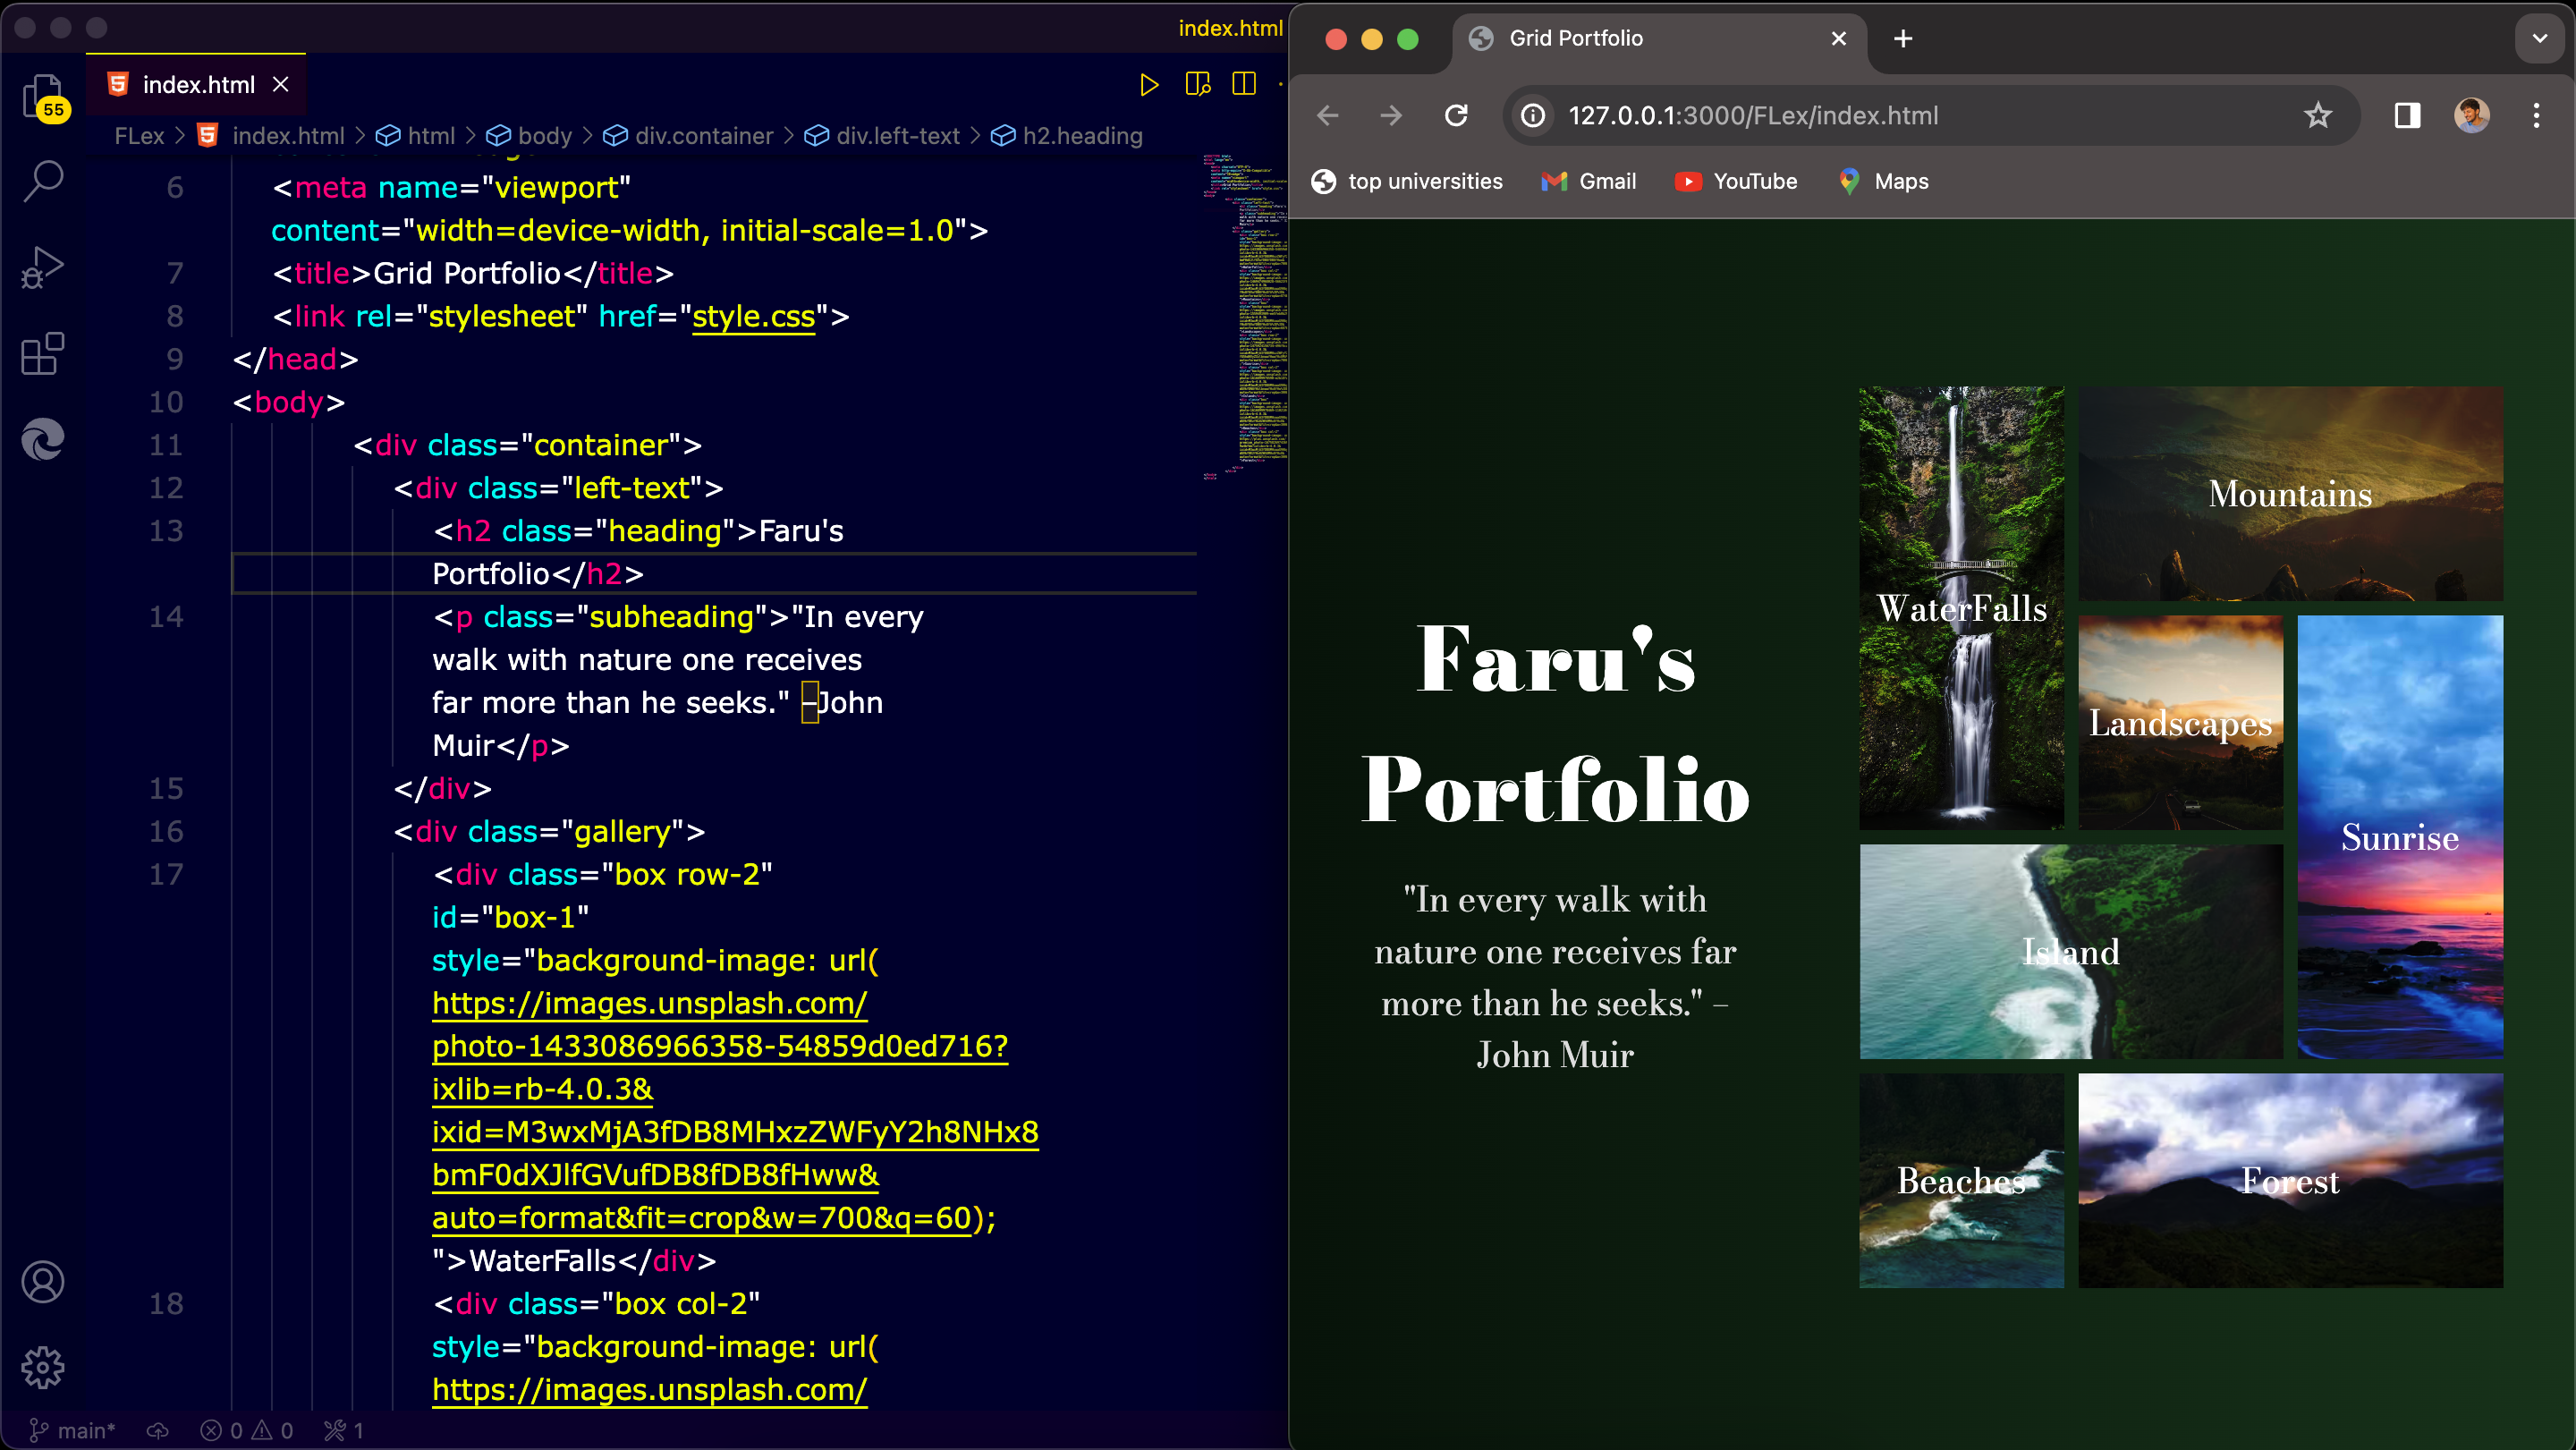 index.html
55
index.html
FLex > index.html > html > body > div.container > div.left-text > h2.heading
6 <meta name="viewport"
content="width=device-width, initial-scale=1.0">
7 <title>Grid Portfolio</title>
8 <link rel="stylesheet" href="style.css">
9 </head>
10 <body>
11 <div class="container">
12 <div class="left-text">
13 <h2 class="heading">Faru's
Portfolio</h2>
14 <p class="subheading">"In every
walk with nature one receives
far more than he seeks." –John
Muir</p>
15 </div>
16 <div class="gallery">
17 <div class="box row-2"
id="box-1"
style="background-image: url(
https://images.unsplash.com/
photo-1433086966358-54859d0ed716?
ixlib=rb-4.0.3&
ixid=M3wxMjA3fDB8MHxzZWFyY2h8NHx8
bmF0dXJlfGVufDB8fDB8fHww&
auto=format&fit=crop&w=700&q=60);
">WaterFalls</div>
18 <div class="box col-2"
style="background-image: url(
https://images.unsplash.com/
main* 0 0 1
Grid Portfolio
127.0.0.1:3000/FLex/index.html
top universities Gmail YouTube Maps
Faru's
Portfolio
"In every walk with
nature one receives far
more than he seeks." –
John Muir
WaterFalls
Mountains
Landscapes
Sunrise
Island
Beaches
Forest